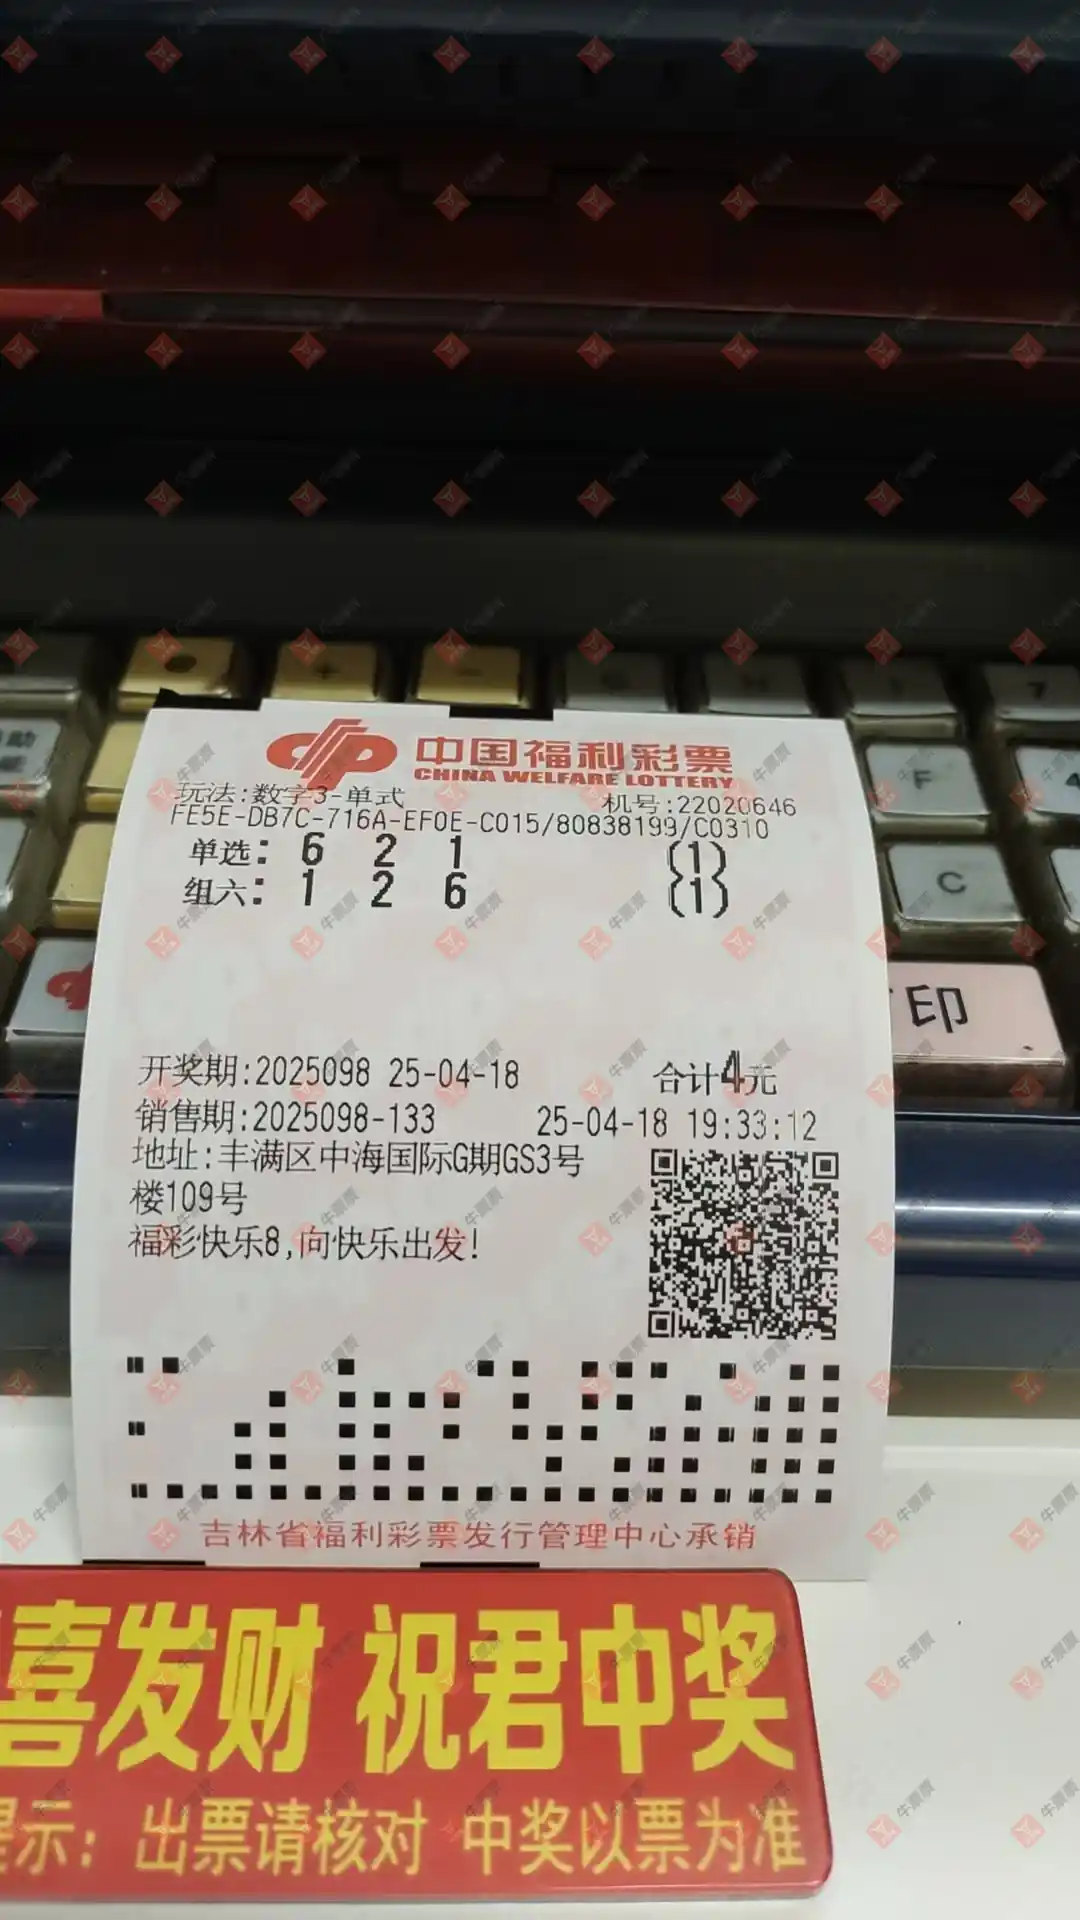 助
7
F
4
C
印
中国福利彩票
CHINA WELFARE LOTTERY
玩法:数字3-单式 机号:22020646
FE5E-DB7C-716A-EF0E-C015/80838199/C0310
单选: 6 2 1 (1)
组六: 1 2 6 (1)
开奖期:2025098 25-04-18 合计4元
销售期:2025098-133 25-04-18 19:33:12
地址:丰满区中海国际G期GS3号
楼109号
福彩快乐8,向快乐出发!
吉林省福利彩票发行管理中心承销
喜发财 祝君中奖
提示: 出票请核对 中奖以票为准
牛票票